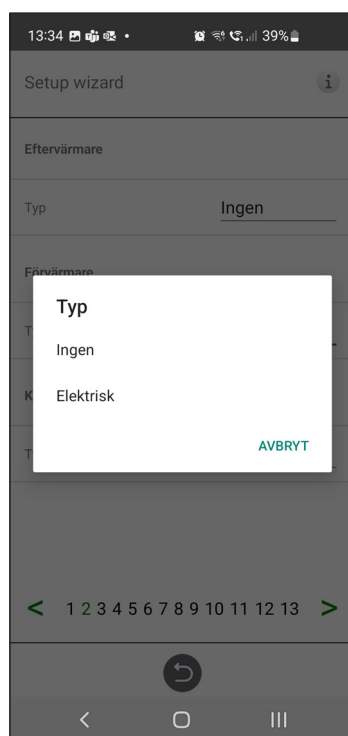 13:34 39%
Setup wizard i
Eftervärmare
Typ Ingen
Förvärmare
Typ
Ingen
T
Elektrisk
K
AVBRYT
T
< 1 2 3 4 5 6 7 8 9 10 11 12 13 >